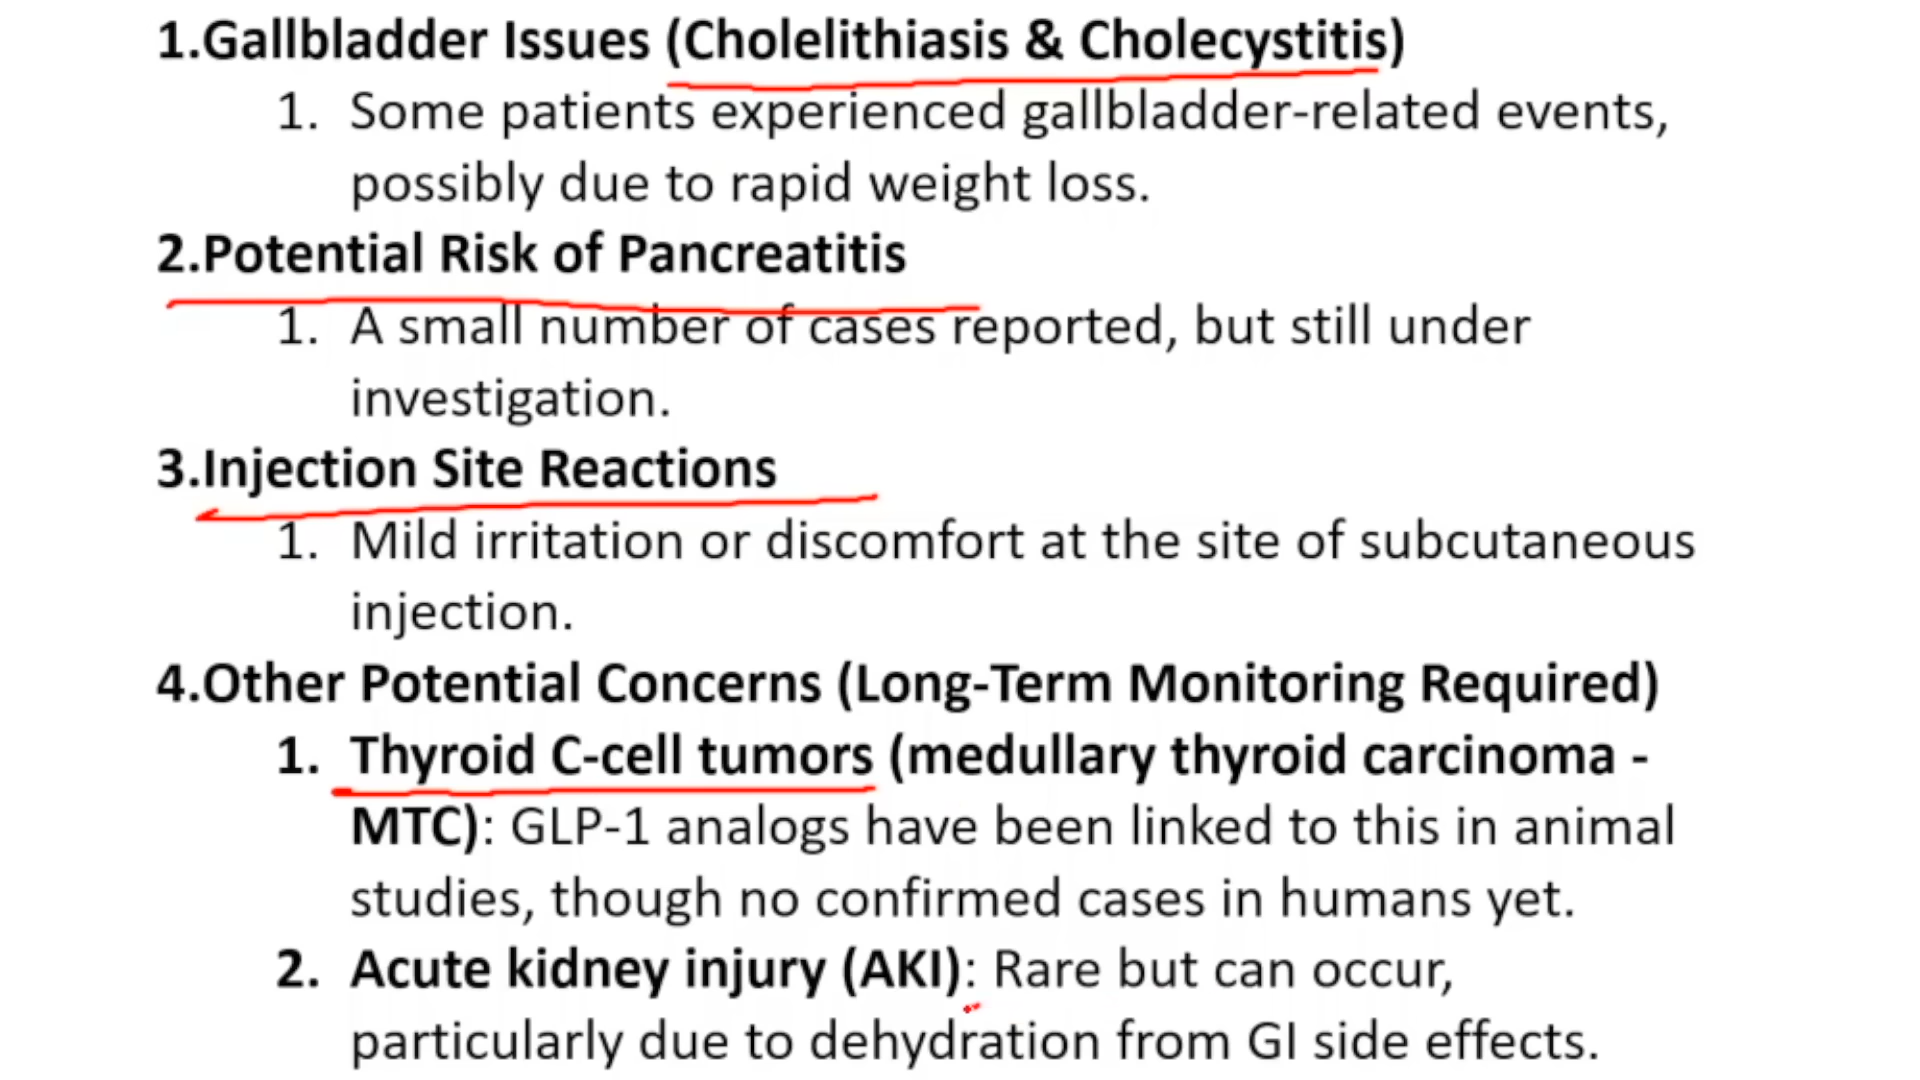 1.Gallbladder Issues (Cholelithiasis & Cholecystitis)
1. Some patients experienced gallbladder-related events,
possibly due to rapid weight loss.
2.Potential Risk of Pancreatitis
1. A small number of cases reported, but still under
investigation.
3.Injection Site Reactions
1. Mild irritation or discomfort at the site of subcutaneous
injection.
4.Other Potential Concerns (Long-Term Monitoring Required)
1. Thyroid C-cell tumors (medullary thyroid carcinoma -
MTC): GLP-1 analogs have been linked to this in animal
studies, though no confirmed cases in humans yet.
2. Acute kidney injury (AKI): Rare but can occur,
particularly due to dehydration from GI side effects.